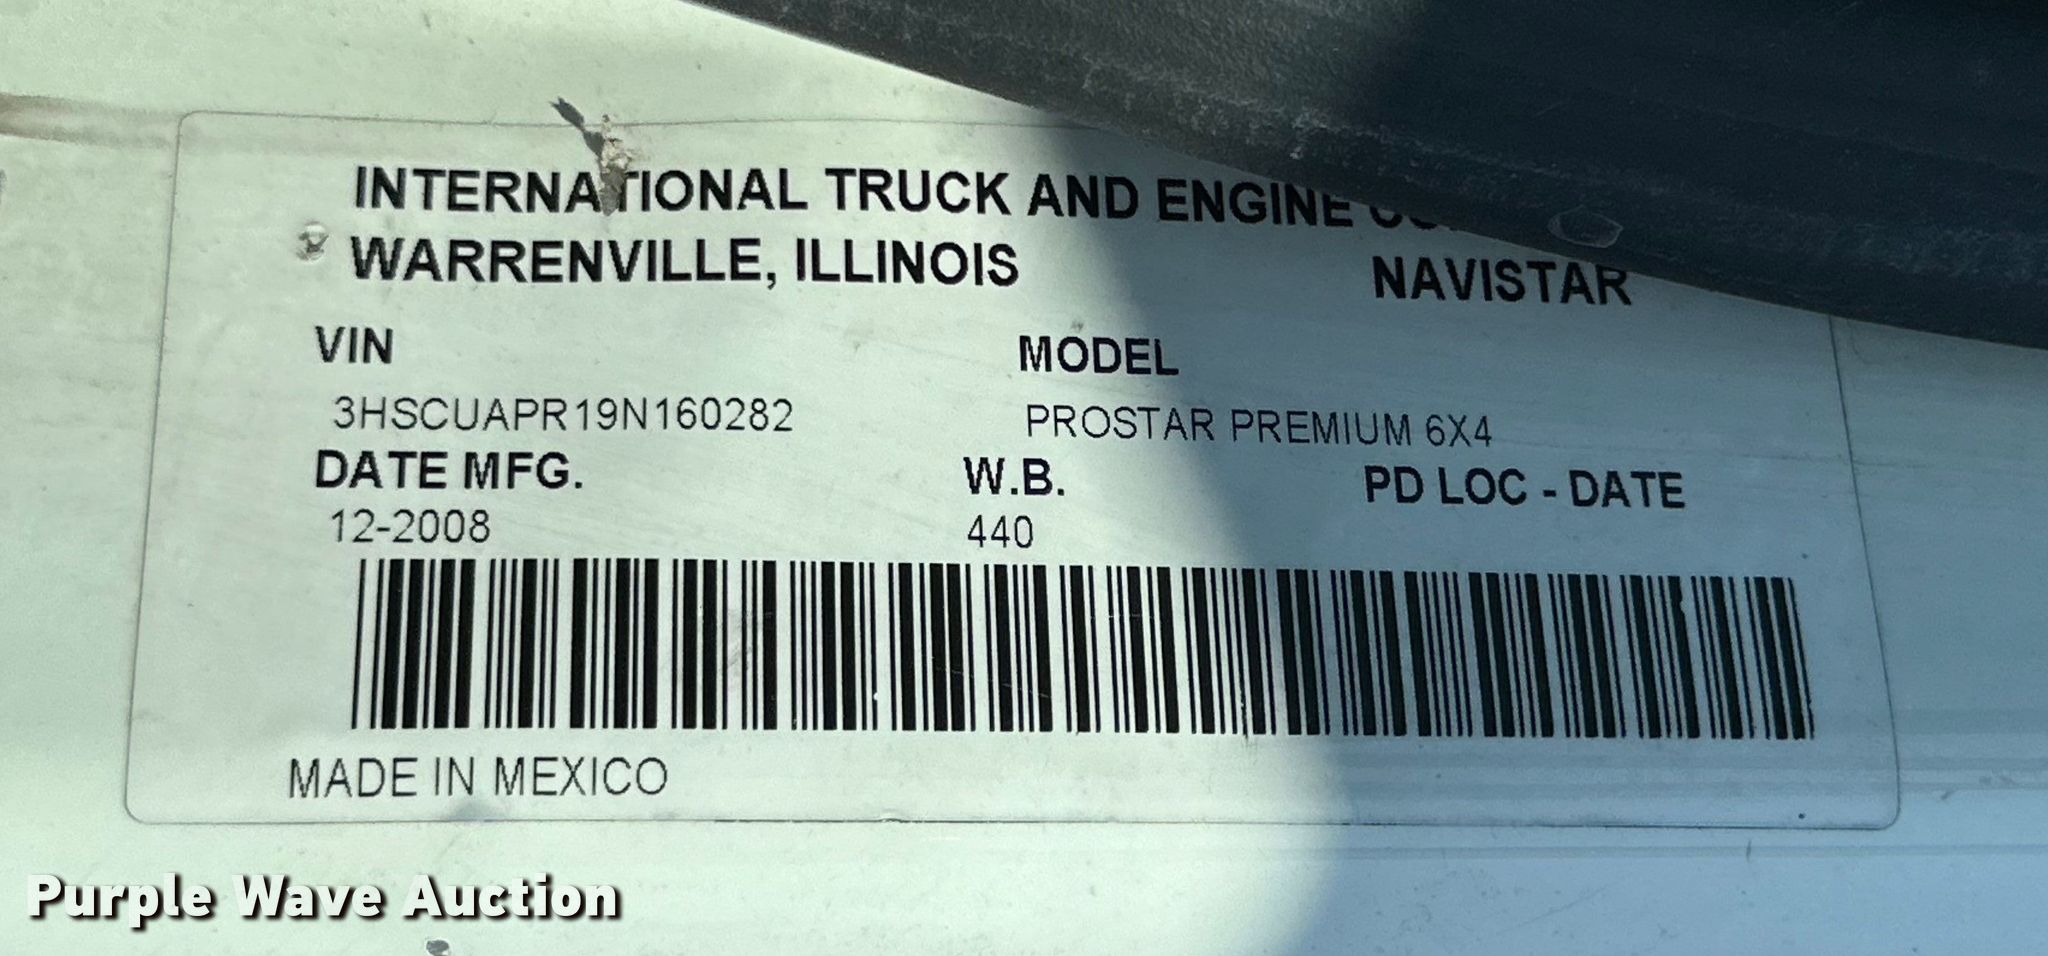 INTERNATIONAL TRUCK AND ENGINE
WARRENVILLE, ILLINOIS NAVISTAR
VIN MODEL
3HSCUAPR19N160282 PROSTAR PREMIUM 6X4
DATE MFG. W.B. PD LOC - DATE
12-2008 440
MADE IN MEXICO
Purple Wave Auction